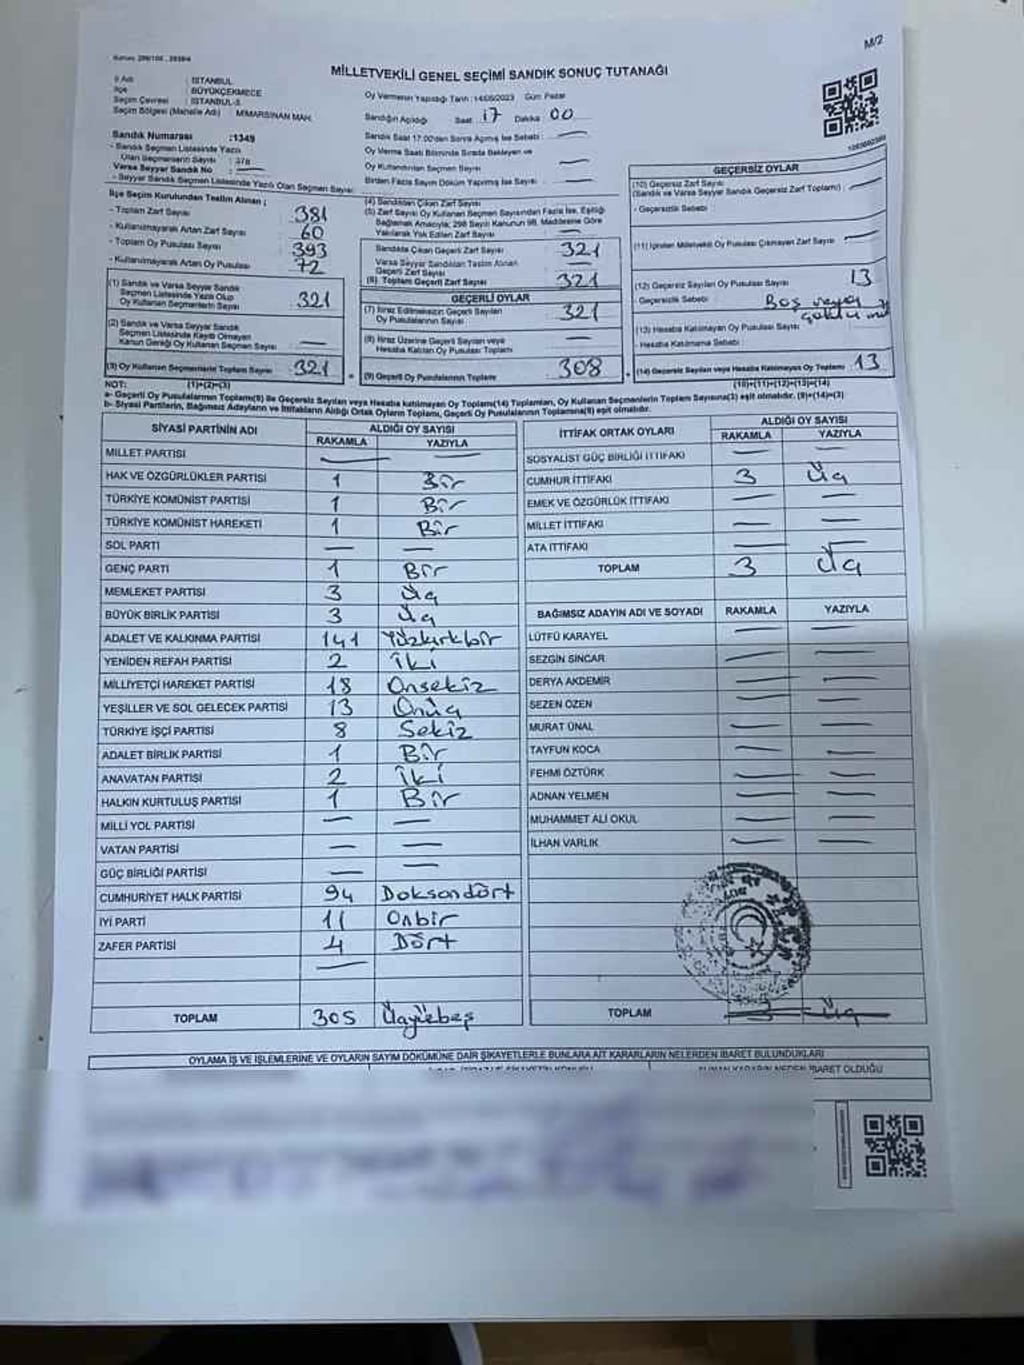 M/2
MİLLETVEKİLİ GENEL SEÇİMİ SANDIK SONUÇ TUTANAĞI
İl Adı : İSTANBUL
İlçe : BÜYÜKÇEKMECE
Seçim Çevresi : İSTANBUL-3
Seçim Bölgesi (Mahalle Adı) : MİMARSİNAN MAH.
Oy Vermenin Yapıldığı Tarih :14/05/2023 Gün Pazar
Sandığın Açıldığı Saat 17 Dakika 00
Sandık Saat 17:00'den Sonra Açılmış İse Sebebi : —
Oy Verme Saati Bitiminde Sırada Bekleyen ve
Oy Kullandırılan Seçmen Sayısı —
Birden Fazla Sayım Döküm Yapılmış İse Sayısı : —
Sandık Numarası :1349
- Sandık Seçmen Listesinde Yazılı
Olan Seçmenlerin Sayısı : 378
Varsa Seyyar Sandık No : —
- Seyyar Sandık Seçmen Listesinde Yazılı Olan Seçmen Sayısı:
İlçe Seçim Kurulundan Teslim Alınan ;
- Toplam Zarf Sayısı 381
- Kullanılmayarak Artan Zarf Sayısı 60
- Toplam Oy Pusulası Sayısı 393
- Kullanılmayarak Artan Oy Pusulası 72
(1) Sandık ve Varsa Seyyar Sandık
Seçmen Listesinde Yazılı Olup
Oy Kullanan Seçmenlerin Sayısı 321
(2) Sandık ve Varsa Seyyar Sandık
Seçmen Listesinde Kayıtlı Olmayan
Kanun Gereği Oy Kullanan Seçmen Sayısı —
(3) Oy Kullanan Seçmenlerin Toplam Sayısı 321
(1)+(2)=(3)
(4) Sandıktan Çıkan Zarf Sayısı
(5) Zarf Sayısı Oy Kullanan Seçmen Sayısından Fazla İse, Eşitliği
Sağlamak Amacıyla; 298 Sayılı Kanunun 98. Maddesine Göre
Yakılarak Yok Edilen Zarf Sayısı —
Sandıkta Çıkan Geçerli Zarf Sayısı 321
Varsa Seyyar Sandıktan Teslim Alınan
Geçerli Zarf Sayısı —
(6) Toplam Geçerli Zarf Sayısı 321
GEÇERLİ OYLAR
(7) İtiraz Edilmeksizin Geçerli Sayılan
Oy Pusulalarının Sayısı 321
(8) İtiraz Üzerine Geçerli Sayılan veya
Hesaba Katılan Oy Pusulası Toplamı —
(9) Geçerli Oy Pusulalarının Toplamı 308
GEÇERSİZ OYLAR
(10) Geçersiz Zarf Sayısı
(Sandık ve Varsa Seyyar Sandık Geçersiz Zarf Toplamı) —
- Geçersizlik Sebebi :
(11) İçinden Milletvekili Oy Pusulası Çıkmayan Zarf Sayısı —
(12) Geçersiz Sayılan Oy Pusulası Sayısı 13
- Geçersizlik Sebebi : Boş veya
(13) Hesaba Katılmayan Oy Pusulası Sayısı
- Hesaba Katılmama Sebebi :
(14) Geçersiz Sayılan veya Hesaba Katılmayan Oy Toplamı 13
(10)+(11)+(12)+(13)=(14)
NOT:
a- Geçerli Oy Pusulalarının Toplamı(9) ile Geçersiz Sayılan veya Hesaba Katılmayan Oy Toplamı(14) Toplamları, Oy Kullanan Seçmenlerin Toplam Sayısına(3) eşit olmalıdır. (9)+(14)=(3)
b- Siyasi Partilerin, Bağımsız Adayların ve İttifakların Aldığı Ortak Oyların Toplamı, Geçerli Oy Pusulalarının Toplamına(9) eşit olmalıdır.
SİYASİ PARTİNİN ADI ALDIĞI OY SAYISI
RAKAMLA YAZIYLA
MİLLET PARTİSİ — —
HAK VE ÖZGÜRLÜKLER PARTİSİ 1 Bir
TÜRKİYE KOMÜNİST PARTİSİ 1 Bir
TÜRKİYE KOMÜNİST HAREKETİ 1 Bir
SOL PARTİ — —
GENÇ PARTİ 1 Bir
MEMLEKET PARTİSİ 3 Üç
BÜYÜK BİRLİK PARTİSİ 3 Üç
ADALET VE KALKINMA PARTİSİ 141 Yüzkırkbir
YENİDEN REFAH PARTİSİ 2 İki
MİLLİYETÇİ HAREKET PARTİSİ 18 Onsekiz
YEŞİLLER VE SOL GELECEK PARTİSİ 13 Onüç
TÜRKİYE İŞÇİ PARTİSİ 8 Sekiz
ADALET BİRLİK PARTİSİ 1 Bir
ANAVATAN PARTİSİ 2 İki
HALKIN KURTULUŞ PARTİSİ 1 Bir
MİLLİ YOL PARTİSİ — —
VATAN PARTİSİ — —
GÜÇ BİRLİĞİ PARTİSİ — —
CUMHURİYET HALK PARTİSİ 94 Doksandört
İYİ PARTİ 11 Onbir
ZAFER PARTİSİ 4 Dört
—
TOPLAM 305 Üçyüzbeş
İTTİFAK ORTAK OYLARI ALDIĞI OY SAYISI
RAKAMLA YAZIYLA
SOSYALİST GÜÇ BİRLİĞİ İTTİFAKI — —
CUMHUR İTTİFAKI 3 Üç
EMEK VE ÖZGÜRLÜK İTTİFAKI — —
MİLLET İTTİFAKI — —
ATA İTTİFAKI — —
TOPLAM 3 Üç
BAĞIMSIZ ADAYIN ADI VE SOYADI RAKAMLA YAZIYLA
LÜTFÜ KARAYEL — —
SEZGİN SİNCAR — —
DERYA AKDEMİR — —
SEZEN ÖZEN — —
MURAT ÜNAL — —
TAYFUN KOCA — —
FEHMİ ÖZTÜRK — —
ADNAN YELMEN — —
MUHAMMET ALİ OKUL — —
İLHAN VARLIK — —
TOPLAM 3 Üç
OYLAMA İŞ VE İŞLEMLERİNE VE OYLARIN SAYIM DÖKÜMÜNE DAİR ŞİKAYETLERLE BUNLARA AİT KARARLARIN NELERDEN İBARET BULUNDUKLARI